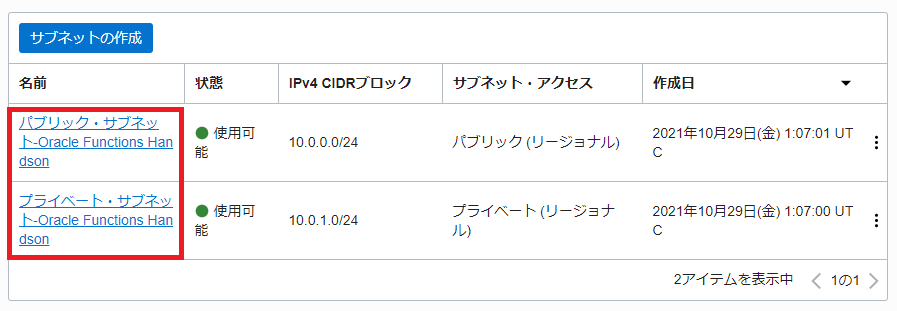 サブネットの作成
名前
状態
IPv4 CIDRブロック
サブネット・アクセス
作成日
パブリック・サブネッ
ト-Oracle Functions Han
dson
使用可
能
10.0.0.0/24
パブリック (リージョナル)
2021年10月29日(金) 1:07:01 UT
C
プライベート・サブネッ
ト-Oracle Functions Han
dson
使用可
能
10.0.1.0/24
プライベート (リージョナ
ル)
2021年10月29日(金) 1:07:00 UT
C
2アイテムを表示中
1の1